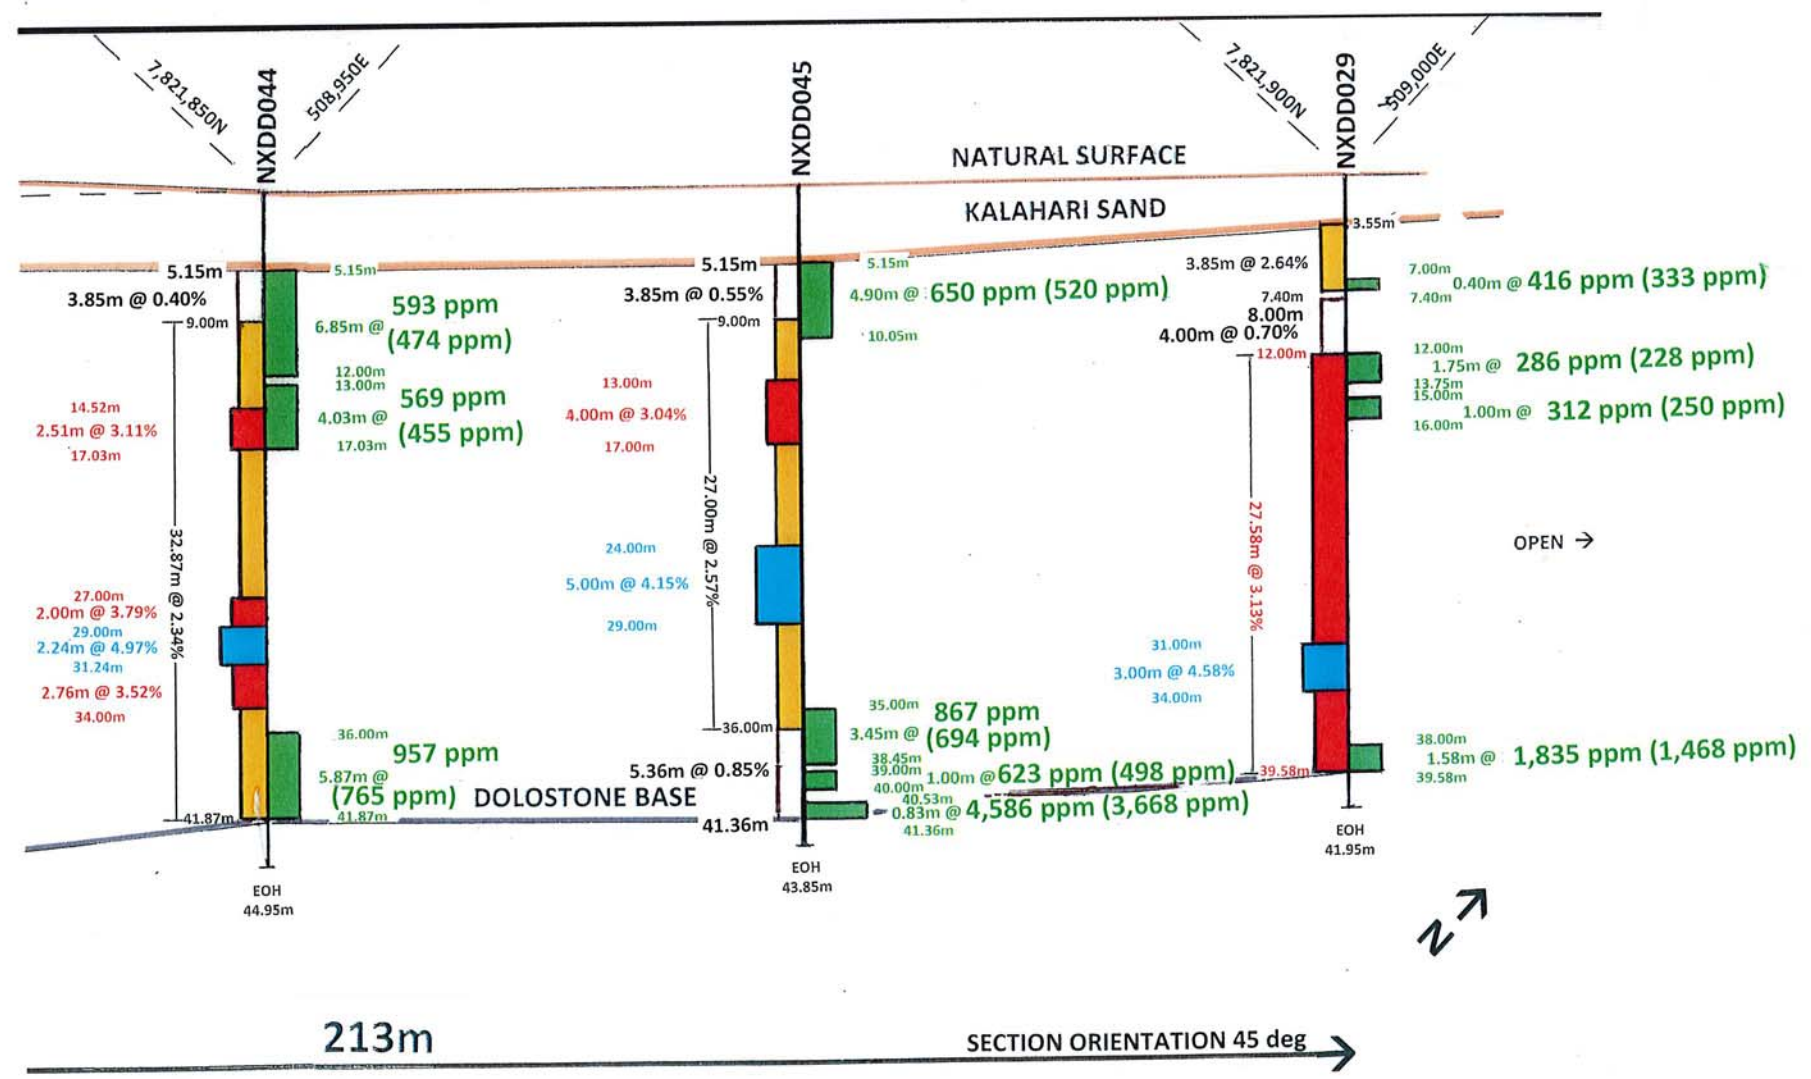 7,821,850N
508,950E
NXDD044
NXDD045
7,821,900N
509,000E
NXDD029
NATURAL SURFACE
KALAHARI SAND
5.15m
3.85m @ 0.40%
9.00m
14.52m
2.51m @ 3.11%
17.03m
32.87m @ 2.34%
27.00m
2.00m @ 3.79%
29.00m
2.24m @ 4.97%
31.24m
2.76m @ 3.52%
34.00m
41.87m
5.15m
593 ppm
6.85m @
(474 ppm)
12.00m
13.00m
569 ppm
4.03m @
(455 ppm)
17.03m
36.00m
957 ppm
5.87m @
(765 ppm)
41.87m
EOH
44.95m
DOLOSTONE BASE
5.15m
3.85m @ 0.55%
9.00m
13.00m
4.00m @ 3.04%
17.00m
27.00m @ 2.57%
24.00m
5.00m @ 4.15%
29.00m
36.00m
5.36m @ 0.85%
41.36m
5.15m
4.90m @ 650 ppm (520 ppm)
10.05m
35.00m
867 ppm
3.45m @
(694 ppm)
38.45m
39.00m
1.00m @ 623 ppm (498 ppm)
40.00m
40.53m
0.83m @ 4,586 ppm (3,668 ppm)
41.36m
EOH
43.85m
3.55m
3.85m @ 2.64%
7.40m
8.00m
4.00m @ 0.70%
12.00m
27.58m @ 3.13%
31.00m
3.00m @ 4.58%
34.00m
39.58m
7.00m
0.40m @ 416 ppm (333 ppm)
7.40m
12.00m
1.75m @ 286 ppm (228 ppm)
13.75m
15.00m
1.00m @ 312 ppm (250 ppm)
16.00m
OPEN →
38.00m
1.58m @ 1,835 ppm (1,468 ppm)
39.58m
EOH
41.95m
N
213m
SECTION ORIENTATION 45 deg